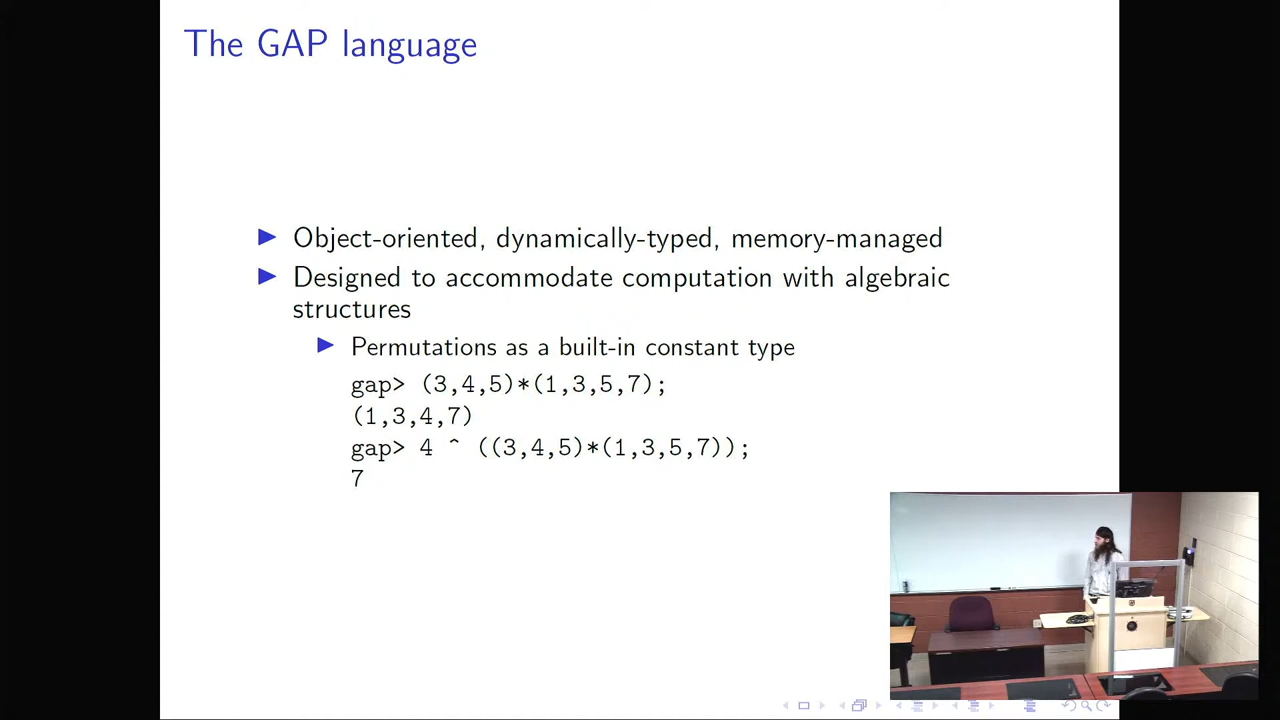 The GAP language
Object-oriented, dynamically-typed, memory-managed
Designed to accommodate computation with algebraic
structures
Permutations as a built-in constant type
gap> (3,4,5)*(1,3,5,7);
(1,3,4,7)
gap> 4 ^ ((3,4,5)*(1,3,5,7));
7